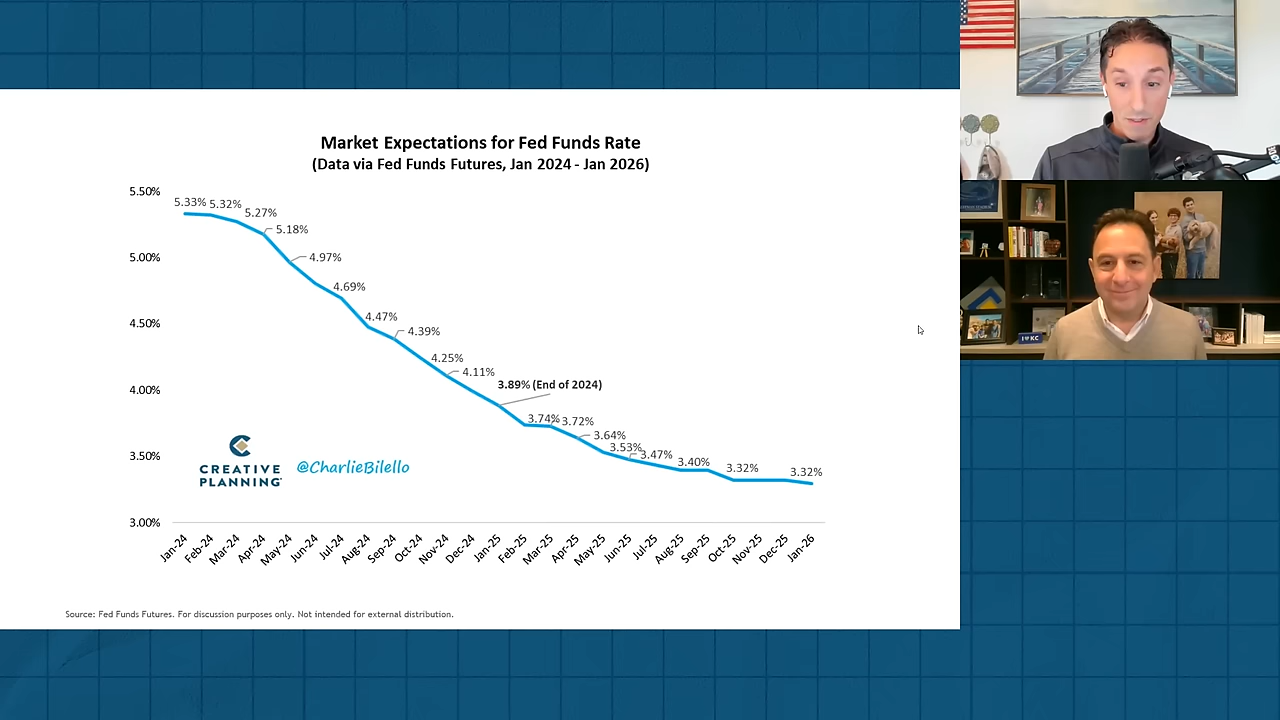 Market Expectations for Fed Funds Rate
(Data via Fed Funds Futures, Jan 2024 - Jan 2026)
5.50%
5.00%
4.50%
4.00%
3.50%
3.00%
5.33%
5.32%
5.27%
5.18%
4.97%
4.69%
4.47%
4.39%
4.25%
4.11%
3.89% (End of 2024)
3.74%
3.72%
3.64%
3.53%
3.47%
3.40%
3.32%
3.32%
CREATIVE
PLANNING
@CharlieBilello
Jan-24
Feb-24
Mar-24
Apr-24
May-24
Jun-24
Jul-24
Aug-24
Sep-24
Oct-24
Nov-24
Dec-24
Jan-25
Feb-25
Mar-25
Apr-25
May-25
Jun-25
Jul-25
Aug-25
Sep-25
Oct-25
Nov-25
Dec-25
Jan-26
Source: Fed Funds Futures. For discussion purposes only. Not intended for external distribution.
I ♥ KC